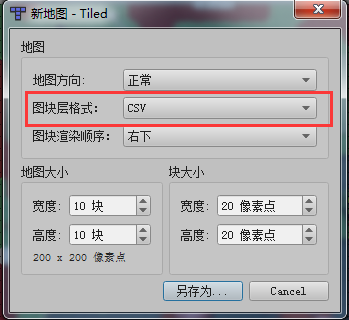 新地图 - Tiled
地图
地图方向: 正常
图块层格式: CSV
图块渲染顺序: 右下
地图大小
宽度: 10 块
高度: 10 块
200 x 200 像素点
块大小
宽度: 20 像素点
高度: 20 像素点
另存为... Cancel